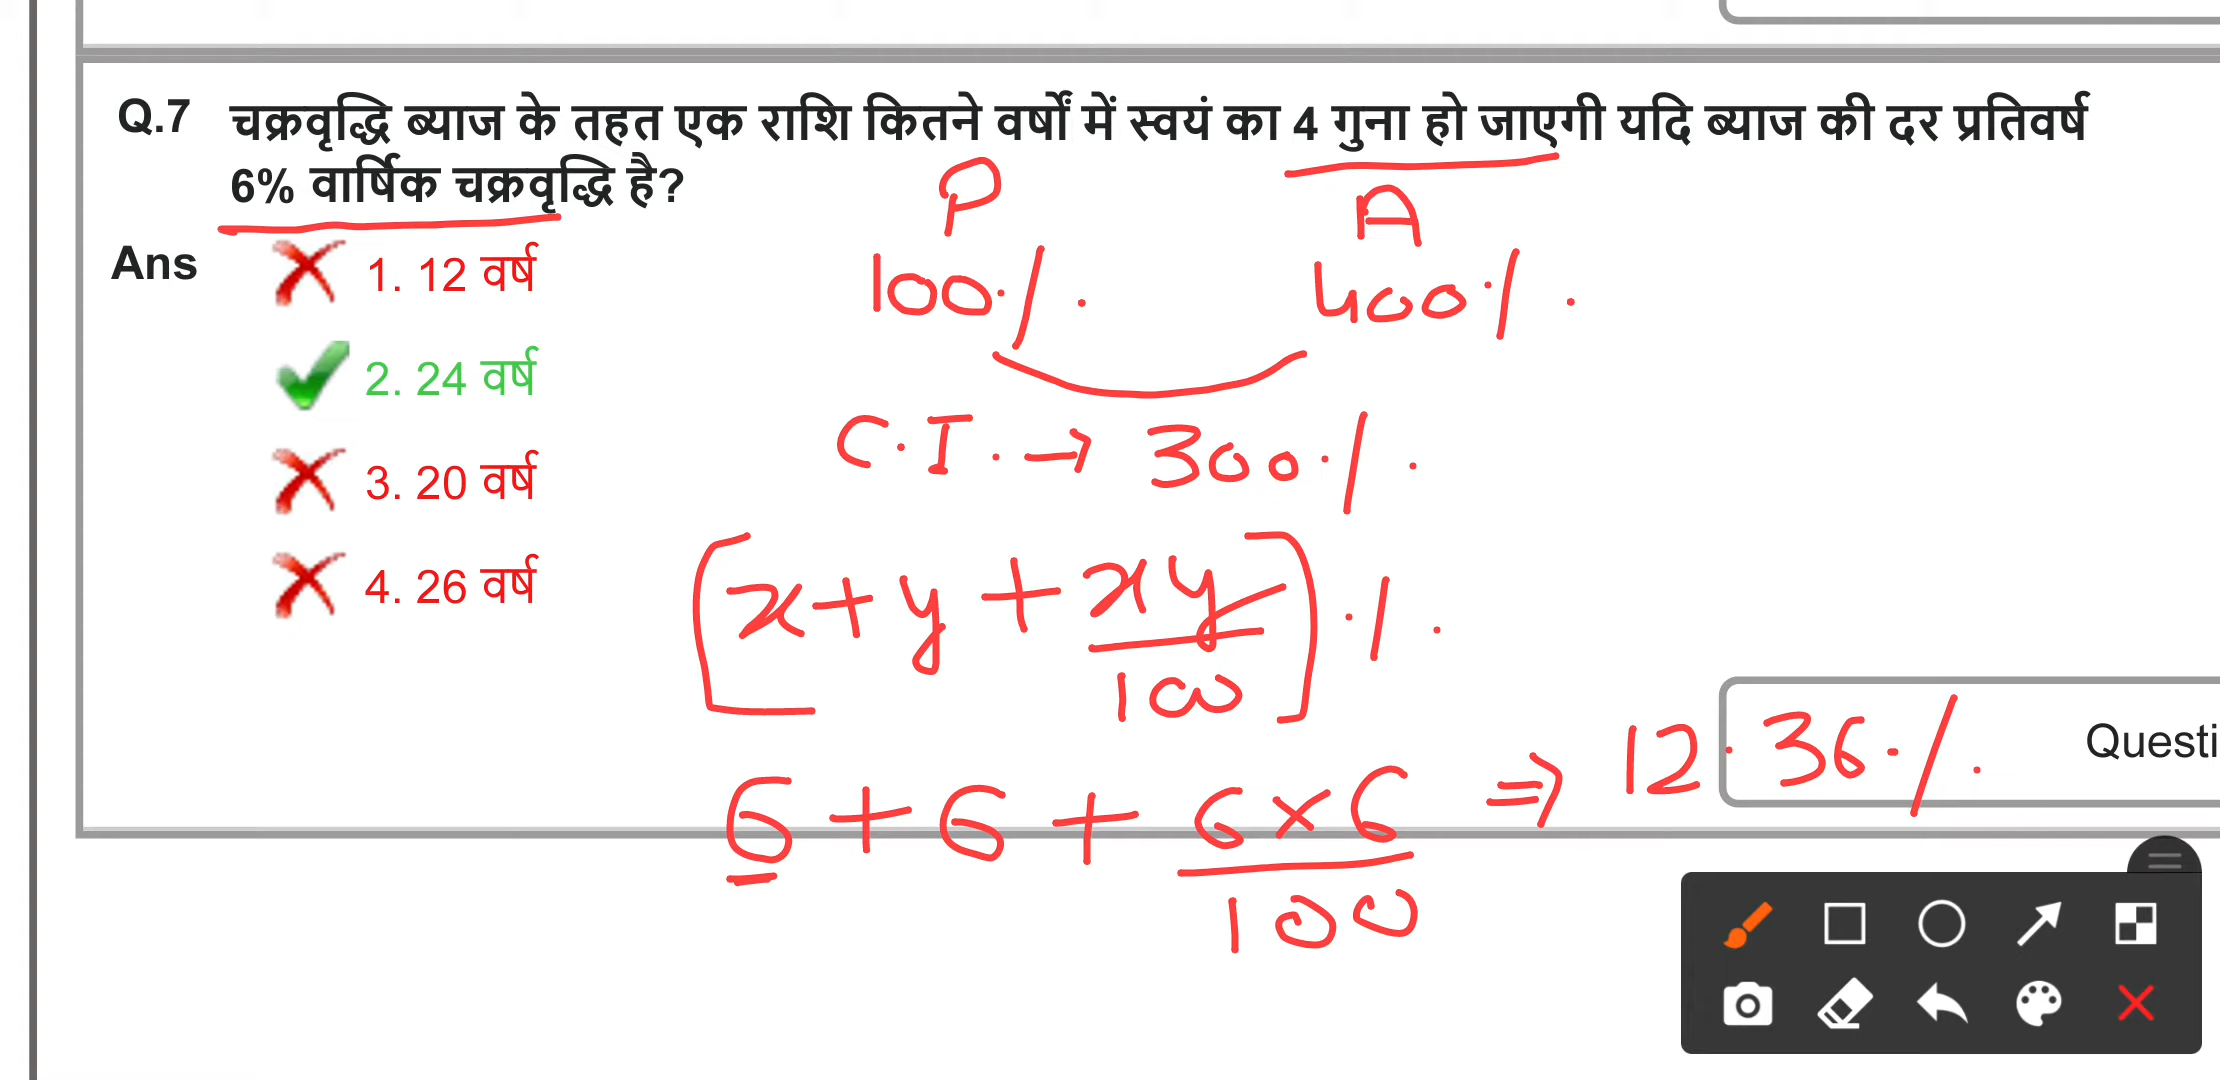 Q.7 चक्रवृद्धि ब्याज के तहत एक राशि कितने वर्षों में स्वयं का 4 गुना हो जाएगी यदि ब्याज की दर प्रतिवर्ष
6% वार्षिक चक्रवृद्धि है?
P A
Ans 1. 12 वर्ष
100%. 400%.
2. 24 वर्ष
C.I. → 300%.
3. 20 वर्ष
4. 26 वर्ष
[x+y+xy/100]%.
Questi
6+6+6×6/100 ⇒ 12.36%.